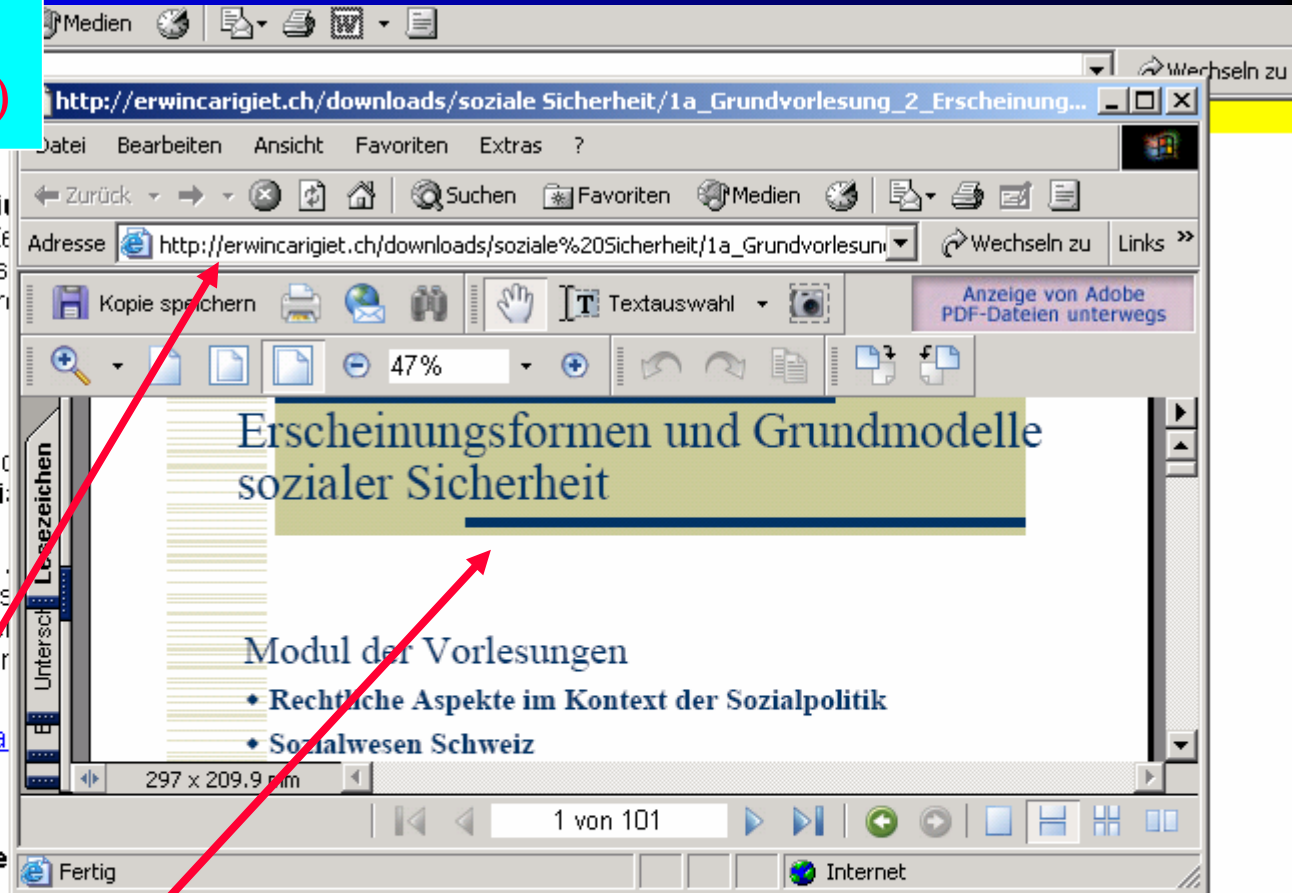 Medien
Wechseln zu
)
http://erwincarigiet.ch/downloads/soziale Sicherheit/1a_Grundvorlesung_2_Erscheinung...
Datei Bearbeiten Ansicht Favoriten Extras ?
Zurück Suchen Favoriten Medien
Adresse http://erwincarigiet.ch/downloads/soziale%20Sicherheit/1a_Grundvorlesun Wechseln zu Links »
Kopie speichern Textauswahl Anzeige von Adobe
PDF-Dateien unterwegs
47%
Erscheinungsformen und Grundmodelle
sozialer Sicherheit
Lesezeichen
Untersch
Modul der Vorlesungen
• Rechtliche Aspekte im Kontext der Sozialpolitik
• Sozialwesen Schweiz
297 x 209.9 mm
1 von 101
Fertig Internet